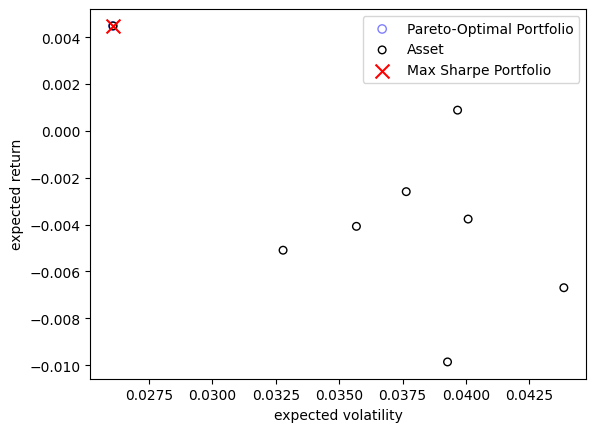 Pareto-Optimal Portfolio
Asset
Max Sharpe Portfolio
expected return
0.004
0.002
0.000
−0.002
−0.004
−0.006
−0.008
−0.010
0.0275 0.0300 0.0325 0.0350 0.0375 0.0400 0.0425
expected volatility